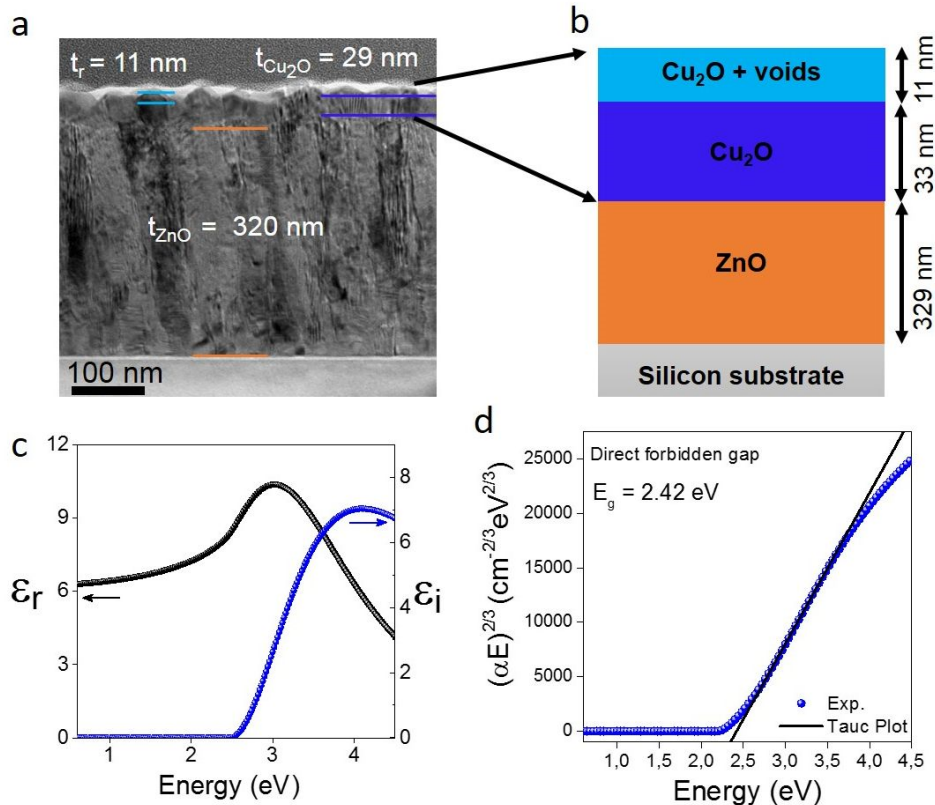 a
t_r = 11 nm
t_Cu₂O = 29 nm
t_ZnO = 320 nm
100 nm
b
Cu₂O + voids
Cu₂O
ZnO
Silicon substrate
11 nm
33 nm
329 nm
c
12
9
6
3
0
ε_r
8
6
4
2
0
ε_i
1 2 3 4
Energy (eV)
d
Direct forbidden gap
E_g = 2.42 eV
25000
20000
15000
10000
5000
0
(αE)^2/3 (cm^-2/3 eV^2/3)
Exp.
Tauc Plot
1,0 1,5 2,0 2,5 3,0 3,5 4,0 4,5
Energy (eV)